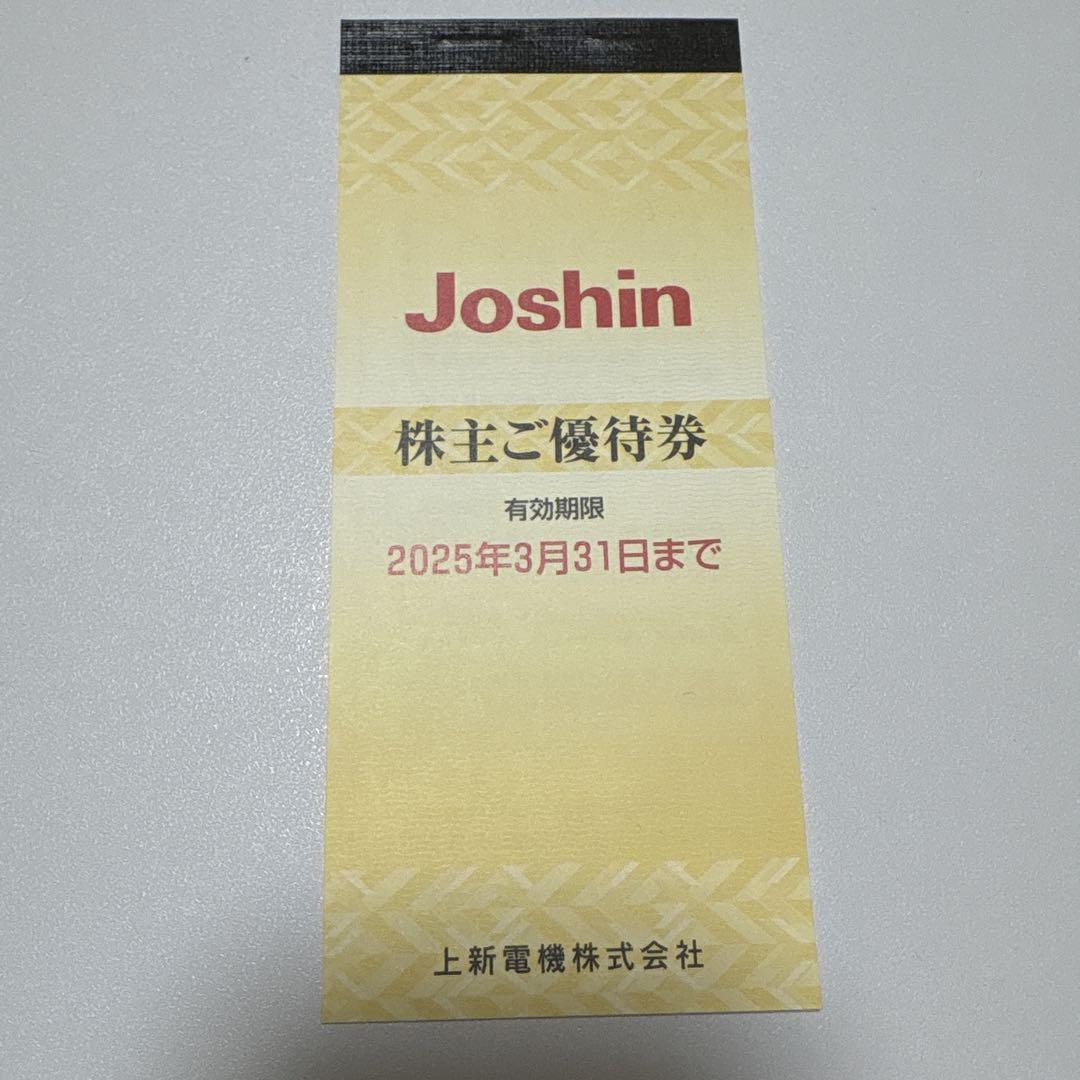 Joshin
株主ご優待券
有効期限
2025年3月31日まで
上新電機株式会社